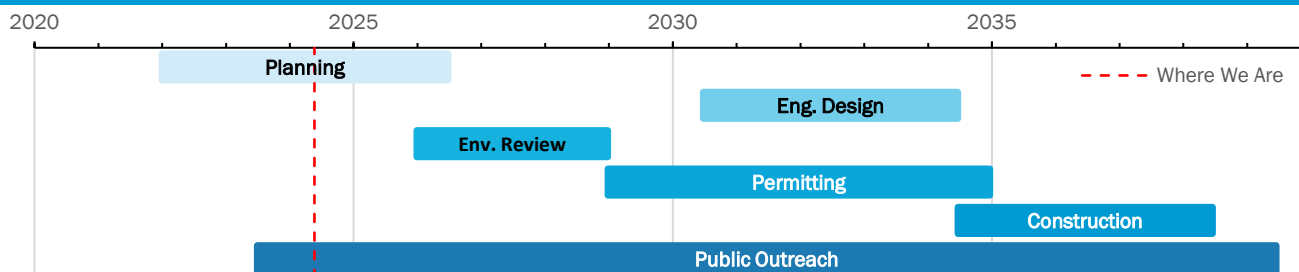 2020 2025 2030 2035
Planning
Where We Are
Eng. Design
Env. Review
Permitting
Construction
Public Outreach